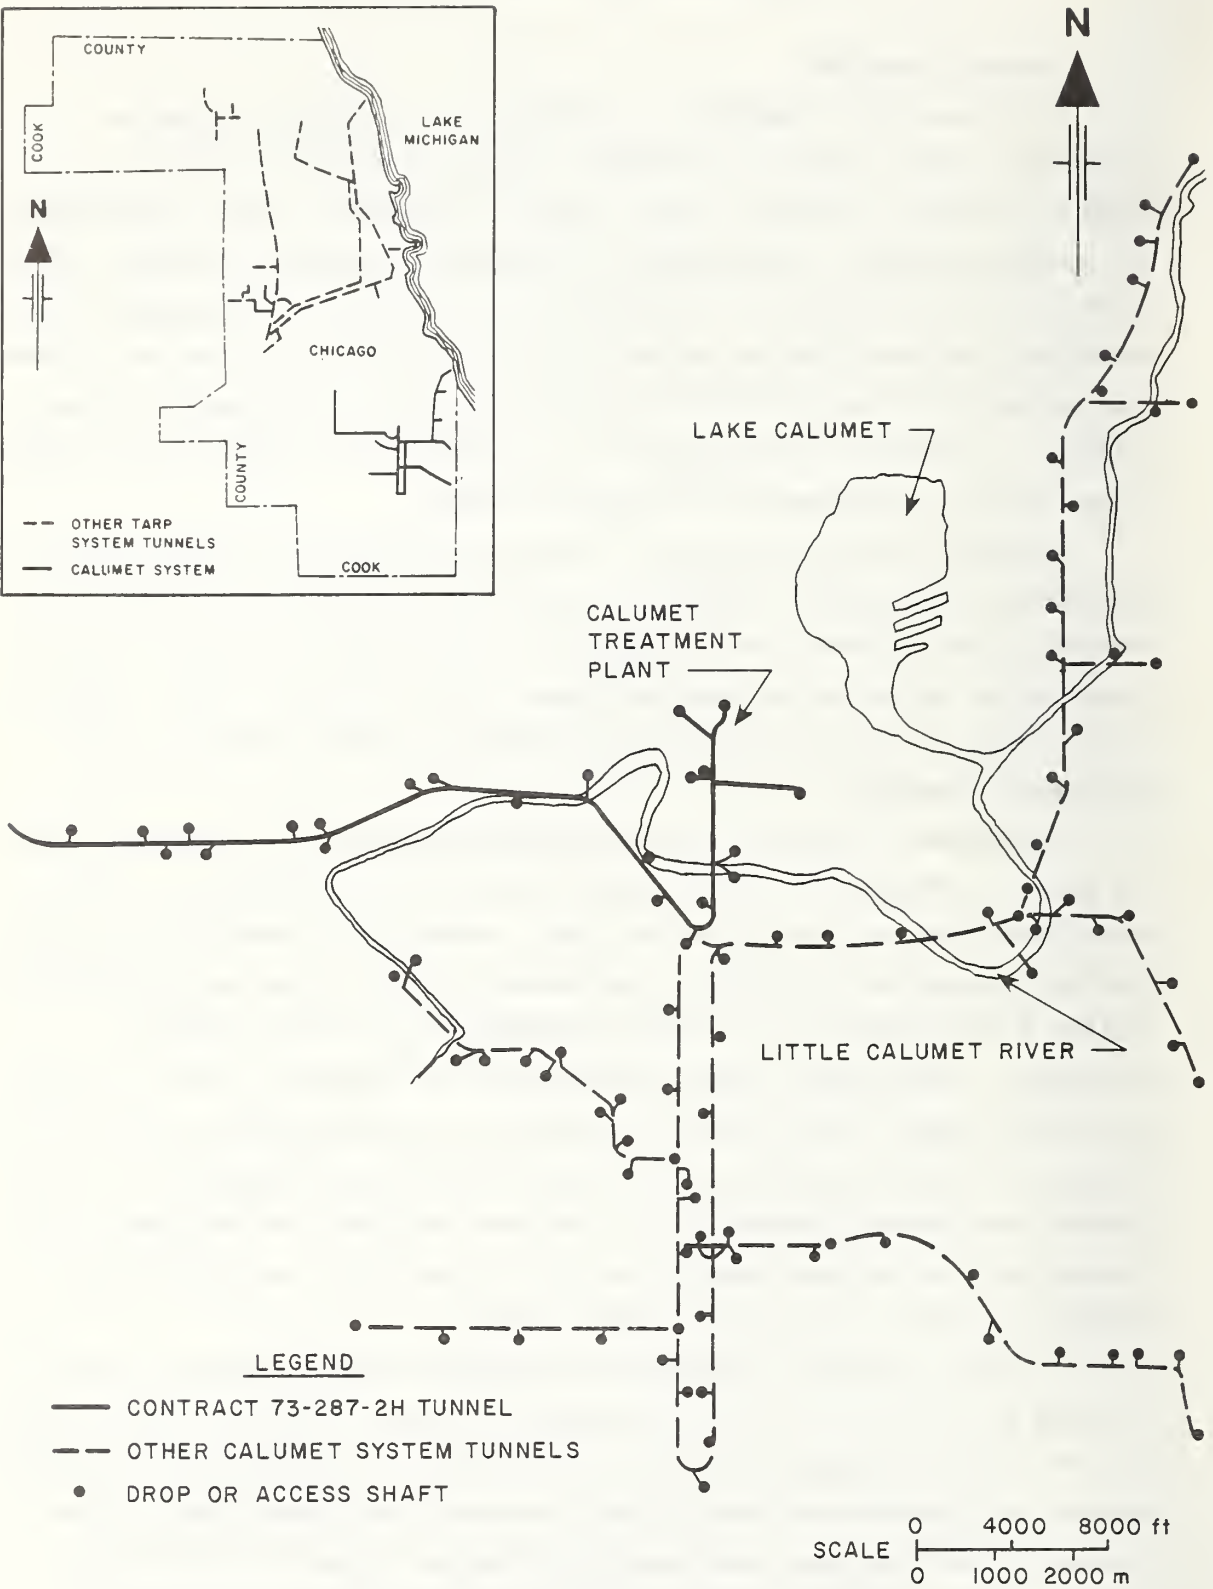 COUNTY
COOK
LAKE
MICHIGAN
N
CHICAGO
COUNTY
OTHER TARP
SYSTEM TUNNELS
CALUMET SYSTEM
COOK
N
LAKE CALUMET
CALUMET
TREATMENT
PLANT
LITTLE CALUMET RIVER
LEGEND
CONTRACT 73-287-2H TUNNEL
OTHER CALUMET SYSTEM TUNNELS
DROP OR ACCESS SHAFT
0 4000 8000 ft
SCALE
0 1000 2000 m